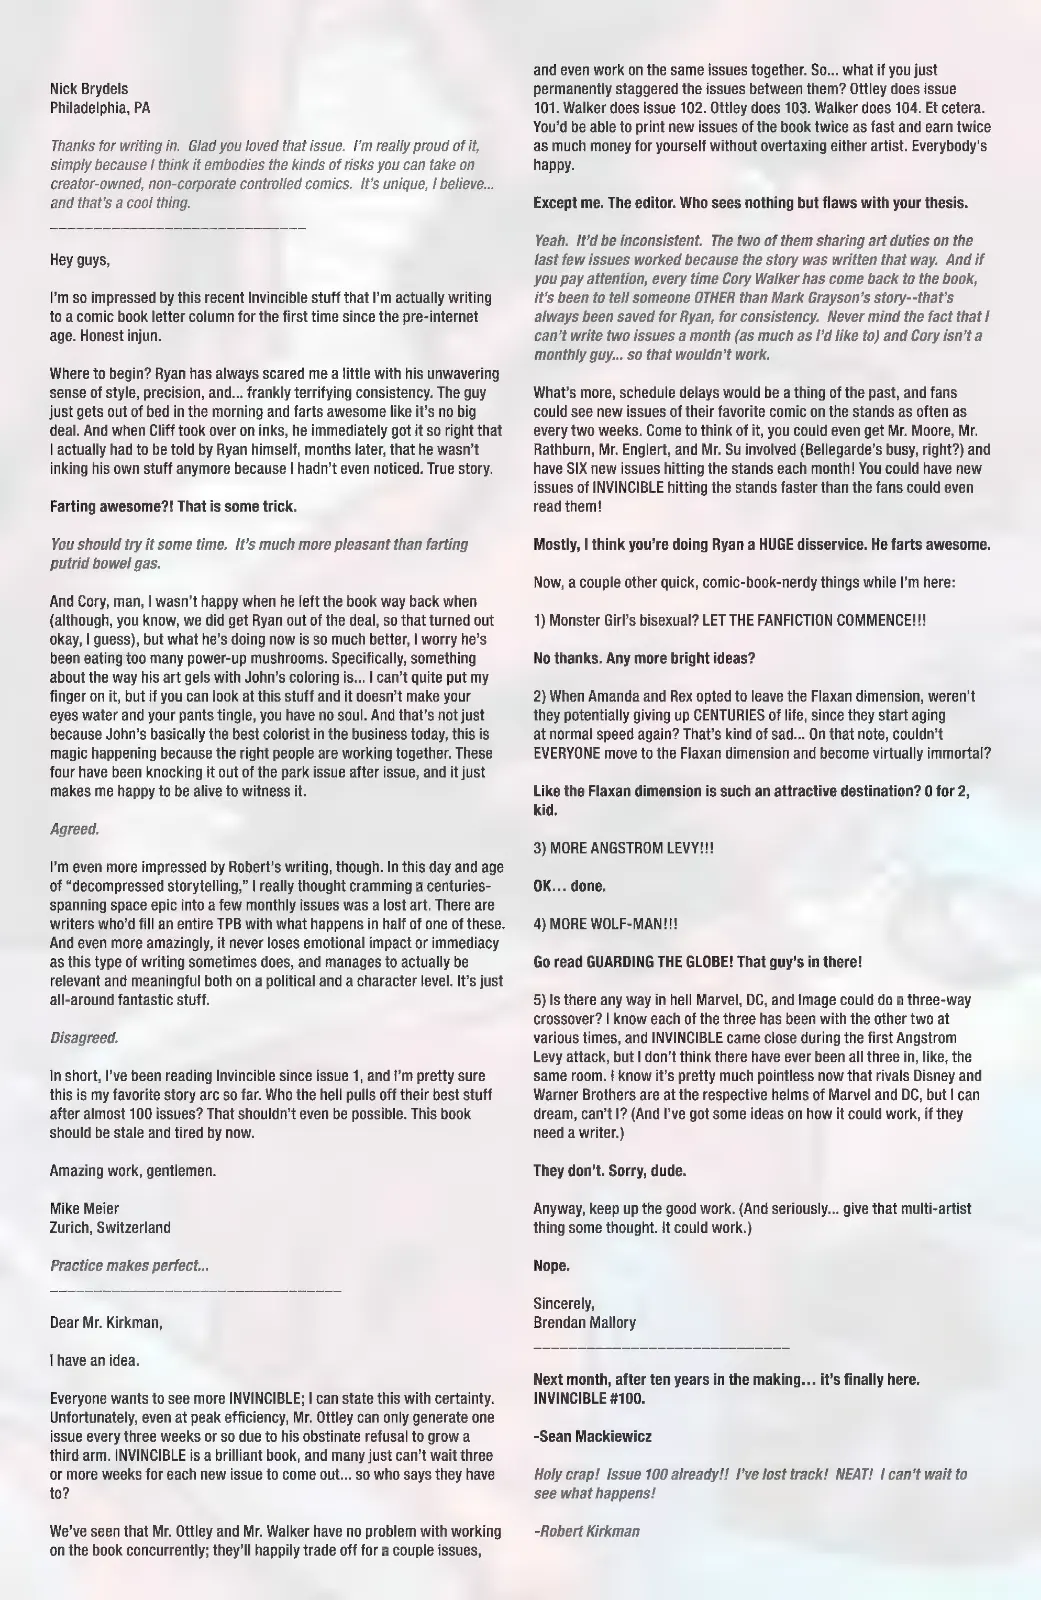 Nick Brydels
Philadelphia, PA
Thanks for writing in.  Glad you loved that issue.  I'm really proud of it,
simply because I think it embodies the kinds of risks you can take on
creator-owned, non-corporate controlled comics.  It's unique, I believe...
and that's a cool thing.
_____________________________
Hey guys,
I'm so impressed by this recent Invincible stuff that I'm actually writing
to a comic book letter column for the first time since the pre-internet
age. Honest injun.
Where to begin? Ryan has always scared me a little with his unwavering
sense of style, precision, and... frankly terrifying consistency. The guy
just gets out of bed in the morning and farts awesome like it's no big
deal. And when Cliff took over on inks, he immediately got it so right that
I actually had to be told by Ryan himself, months later, that he wasn't
inking his own stuff anymore because I hadn't even noticed. True story.
Farting awesome?! That is some trick.
You should try it some time.  It's much more pleasant than farting
putrid bowel gas.
And Cory, man, I wasn't happy when he left the book way back when
(although, you know, we did get Ryan out of the deal, so that turned out
okay, I guess), but what he's doing now is so much better, I worry he's
been eating too many power-up mushrooms. Specifically, something
about the way his art gels with John's coloring is... I can't quite put my
finger on it, but if you can look at this stuff and it doesn't make your
eyes water and your pants tingle, you have no soul. And that's not just
because John's basically the best colorist in the business today, this is
magic happening because the right people are working together. These
four have been knocking it out of the park issue after issue, and it just
makes me happy to be alive to witness it.
Agreed.
I'm even more impressed by Robert's writing, though. In this day and age
of "decompressed storytelling," I really thought cramming a centuries-
spanning space epic into a few monthly issues was a lost art. There are
writers who'd fill an entire TPB with what happens in half of one of these.
And even more amazingly, it never loses emotional impact or immediacy
as this type of writing sometimes does, and manages to actually be
relevant and meaningful both on a political and a character level. It's just
all-around fantastic stuff.
Disagreed.
In short, I've been reading Invincible since issue 1, and I'm pretty sure
this is my favorite story arc so far. Who the hell pulls off their best stuff
after almost 100 issues? That shouldn't even be possible. This book
should be stale and tired by now.
Amazing work, gentlemen.
Mike Meier
Zurich, Switzerland
Practice makes perfect...
_________________________________
Dear Mr. Kirkman,
I have an idea.
Everyone wants to see more INVINCIBLE; I can state this with certainty.
Unfortunately, even at peak efficiency, Mr. Ottley can only generate one
issue every three weeks or so due to his obstinate refusal to grow a
third arm. INVINCIBLE is a brilliant book, and many just can't wait three
or more weeks for each new issue to come out... so who says they have
to?
We've seen that Mr. Ottley and Mr. Walker have no problem with working
on the book concurrently; they'll happily trade off for a couple issues,
and even work on the same issues together. So... what if you just
permanently staggered the issues between them? Ottley does issue
101. Walker does issue 102. Ottley does 103. Walker does 104. Et cetera.
You'd be able to print new issues of the book twice as fast and earn twice
as much money for yourself without overtaxing either artist. Everybody's
happy.
Except me. The editor. Who sees nothing but flaws with your thesis.
Yeah.  It'd be inconsistent.  The two of them sharing art duties on the
last few issues worked because the story was written that way.  And if
you pay attention, every time Cory Walker has come back to the book,
it's been to tell someone OTHER than Mark Grayson's story--that's
always been saved for Ryan, for consistency.  Never mind the fact that I
can't write two issues a month (as much as I'd like to) and Cory isn't a
monthly guy... so that wouldn't work.
What's more, schedule delays would be a thing of the past, and fans
could see new issues of their favorite comic on the stands as often as
every two weeks. Come to think of it, you could even get Mr. Moore, Mr.
Rathburn, Mr. Englert, and Mr. Su involved (Bellegarde's busy, right?) and
have SIX new issues hitting the stands each month! You could have new
issues of INVINCIBLE hitting the stands faster than the fans could even
read them!
Mostly, I think you're doing Ryan a HUGE disservice. He farts awesome.
Now, a couple other quick, comic-book-nerdy things while I'm here:
1) Monster Girl's bisexual? LET THE FANFICTION COMMENCE!!!
No thanks. Any more bright ideas?
2) When Amanda and Rex opted to leave the Flaxan dimension, weren't
they potentially giving up CENTURIES of life, since they start aging
at normal speed again? That's kind of sad... On that note, couldn't
EVERYONE move to the Flaxan dimension and become virtually immortal?
Like the Flaxan dimension is such an attractive destination? 0 for 2,
kid.
3) MORE ANGSTROM LEVY!!!
OK... done.
4) MORE WOLF-MAN!!!
Go read GUARDING THE GLOBE! That guy's in there!
5) Is there any way in hell Marvel, DC, and Image could do a three-way
crossover? I know each of the three has been with the other two at
various times, and INVINCIBLE came close during the first Angstrom
Levy attack, but I don't think there have ever been all three in, like, the
same room. I know it's pretty much pointless now that rivals Disney and
Warner Brothers are at the respective helms of Marvel and DC, but I can
dream, can't I? (And I've got some ideas on how it could work, if they
need a writer.)
They don't. Sorry, dude.
Anyway, keep up the good work. (And seriously... give that multi-artist
thing some thought. It could work.)
Nope.
Sincerely,
Brendan Mallory
_____________________________
Next month, after ten years in the making... it's finally here.
INVINCIBLE #100.
-Sean Mackiewicz
Holy crap!  Issue 100 already!!  I've lost track!  NEAT!  I can't wait to
see what happens!
-Robert Kirkman